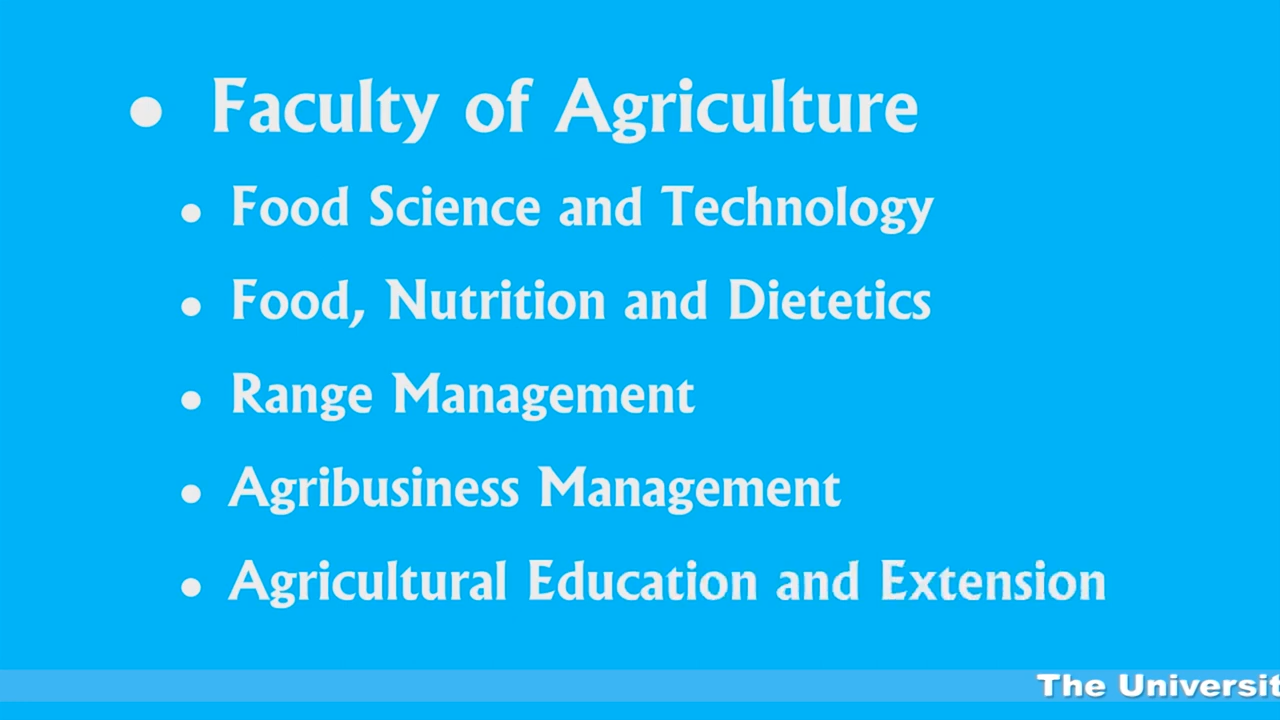 • Faculty of Agriculture
• Food Science and Technology
• Food, Nutrition and Dietetics
• Range Management
• Agribusiness Management
• Agricultural Education and Extension
The Universit